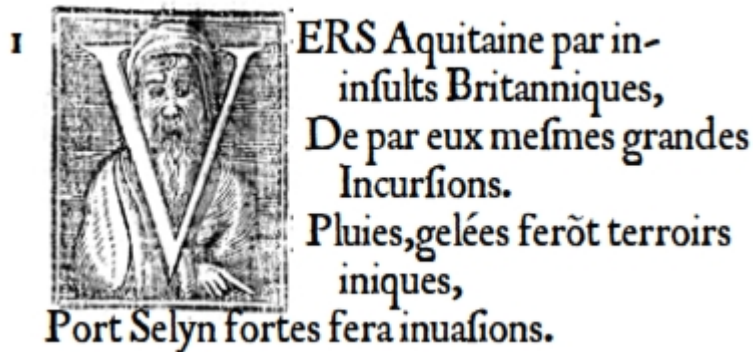 1 VERS Aquitaine par in-
inſults Britanniques,
De par eux meſmes grandes
Incurſions.
Pluies,gelées ferõt terroirs
iniques,
Port Selyn fortes fera inuaſions.